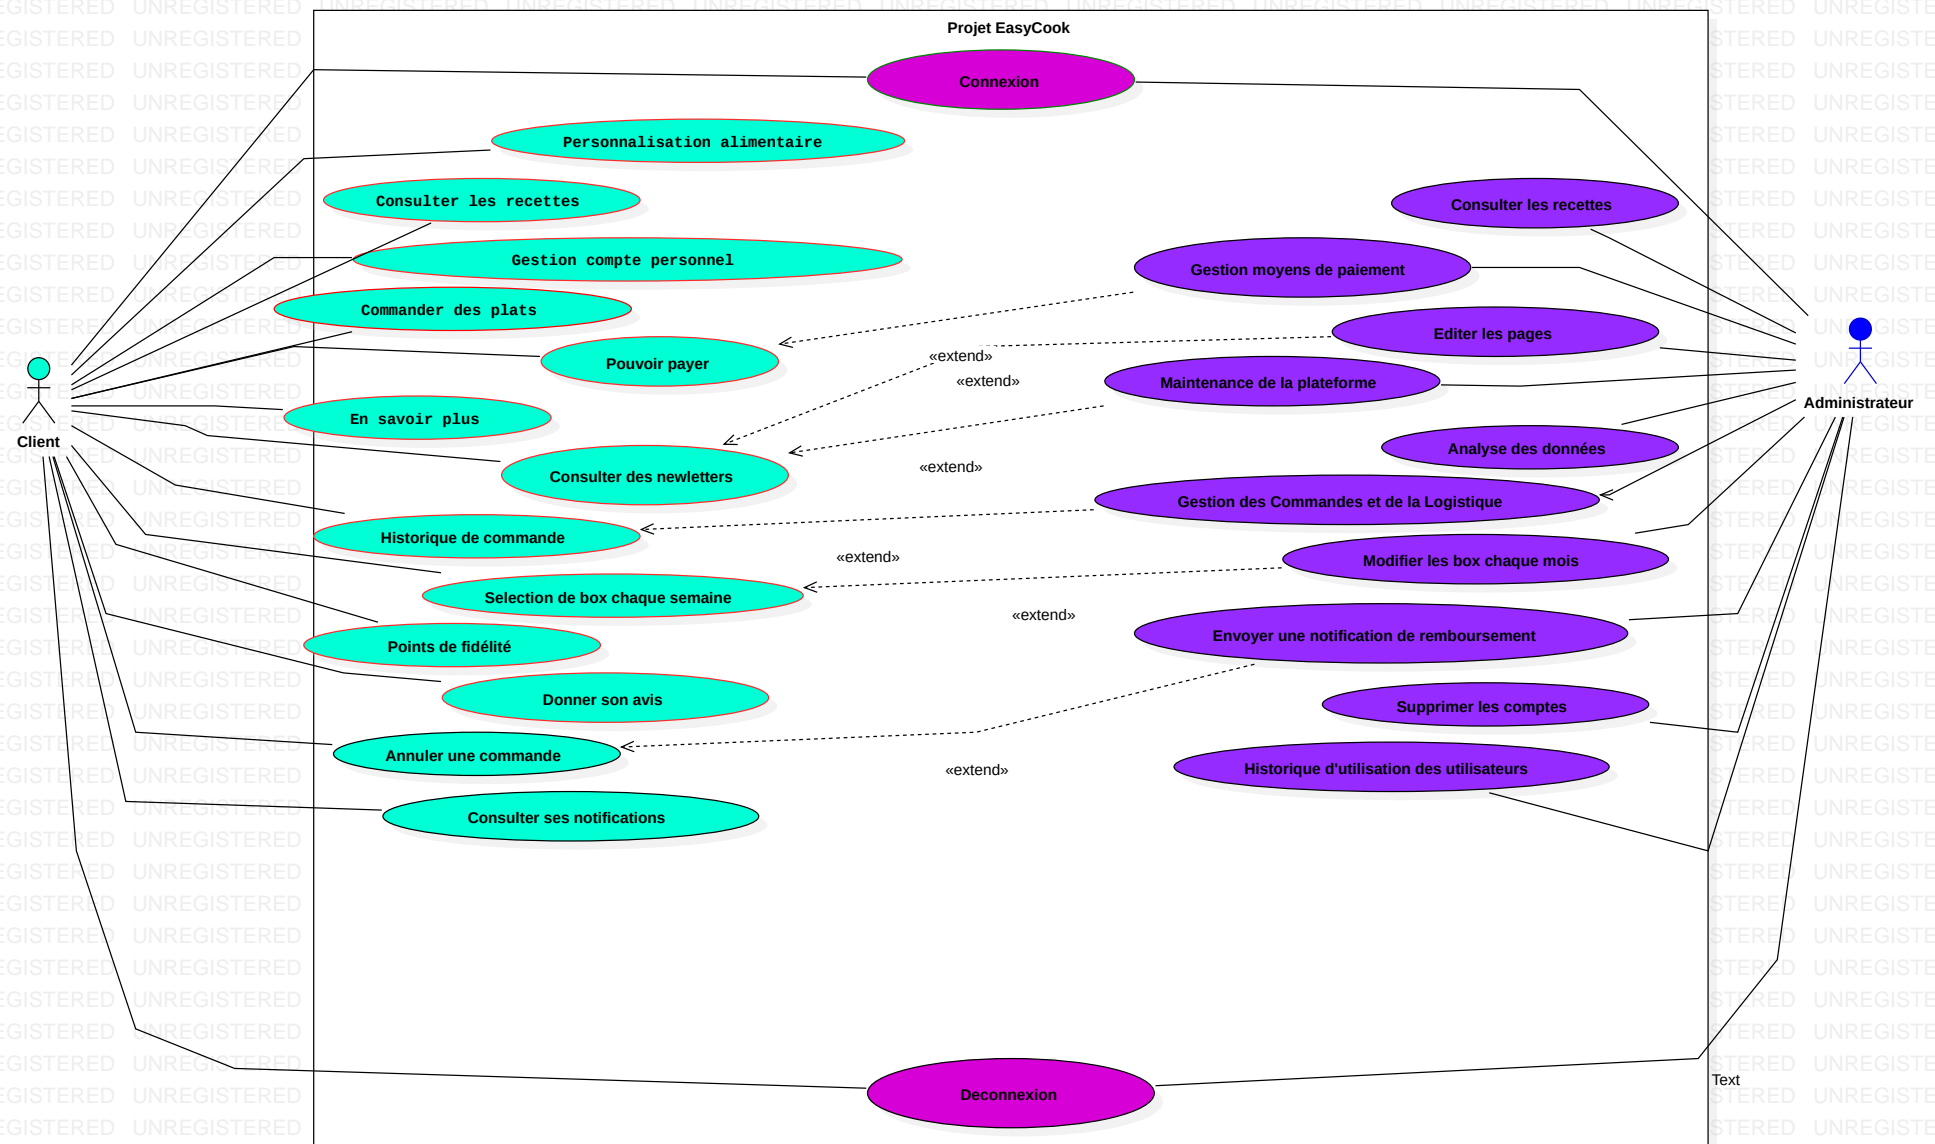 Projet EasyCook
Connexion
Personnalisation alimentaire
Consulter les recettes
Consulter les recettes
Gestion compte personnel
Gestion moyens de paiement
Commander des plats
Editer les pages
«extend»
Pouvoir payer
«extend»
Maintenance de la plateforme
Administrateur
En savoir plus
Client
Analyse des données
«extend»
Consulter des newletters
Gestion des Commandes et de la Logistique
Historique de commande
«extend»
Modifier les box chaque mois
Selection de box chaque semaine
«extend»
Envoyer une notification de remboursement
Points de fidélité
Donner son avis
Supprimer les comptes
Annuler une commande
«extend»
Historique d'utilisation des utilisateurs
Consulter ses notifications
Text
Deconnexion
UNREGISTERED